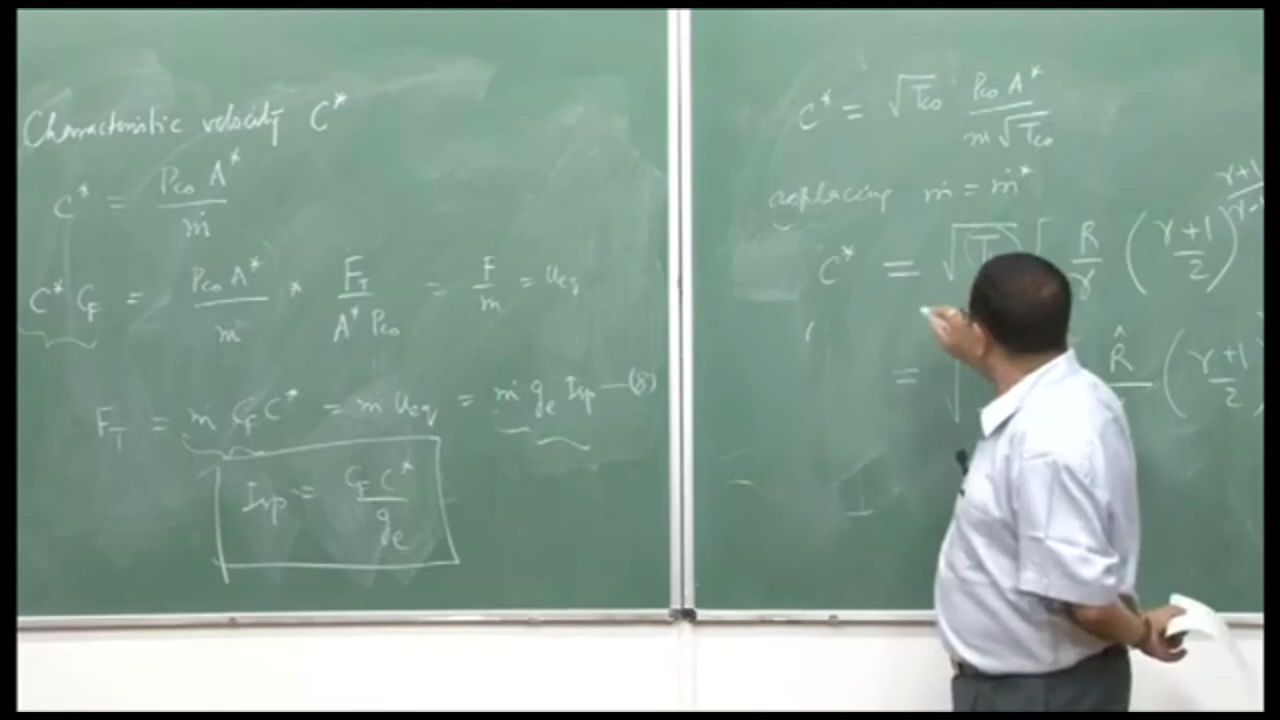 Characteristic velocity C*
C* = Pco A* / ṁ
C* CF = Pco A* / ṁ * FT / A* Pco = F / ṁ = Ueq
FT = ṁ CF C* = ṁ Ueq = ṁ ge Isp —(8)
Isp = CF C* / ge
C* = √Tco Pco A* / ṁ √Tco
replacing ṁ = ṁ*
C* = √ R / γ (γ+1 / 2) γ+1 / γ-1
= √ R̂ (γ+1 / 2)